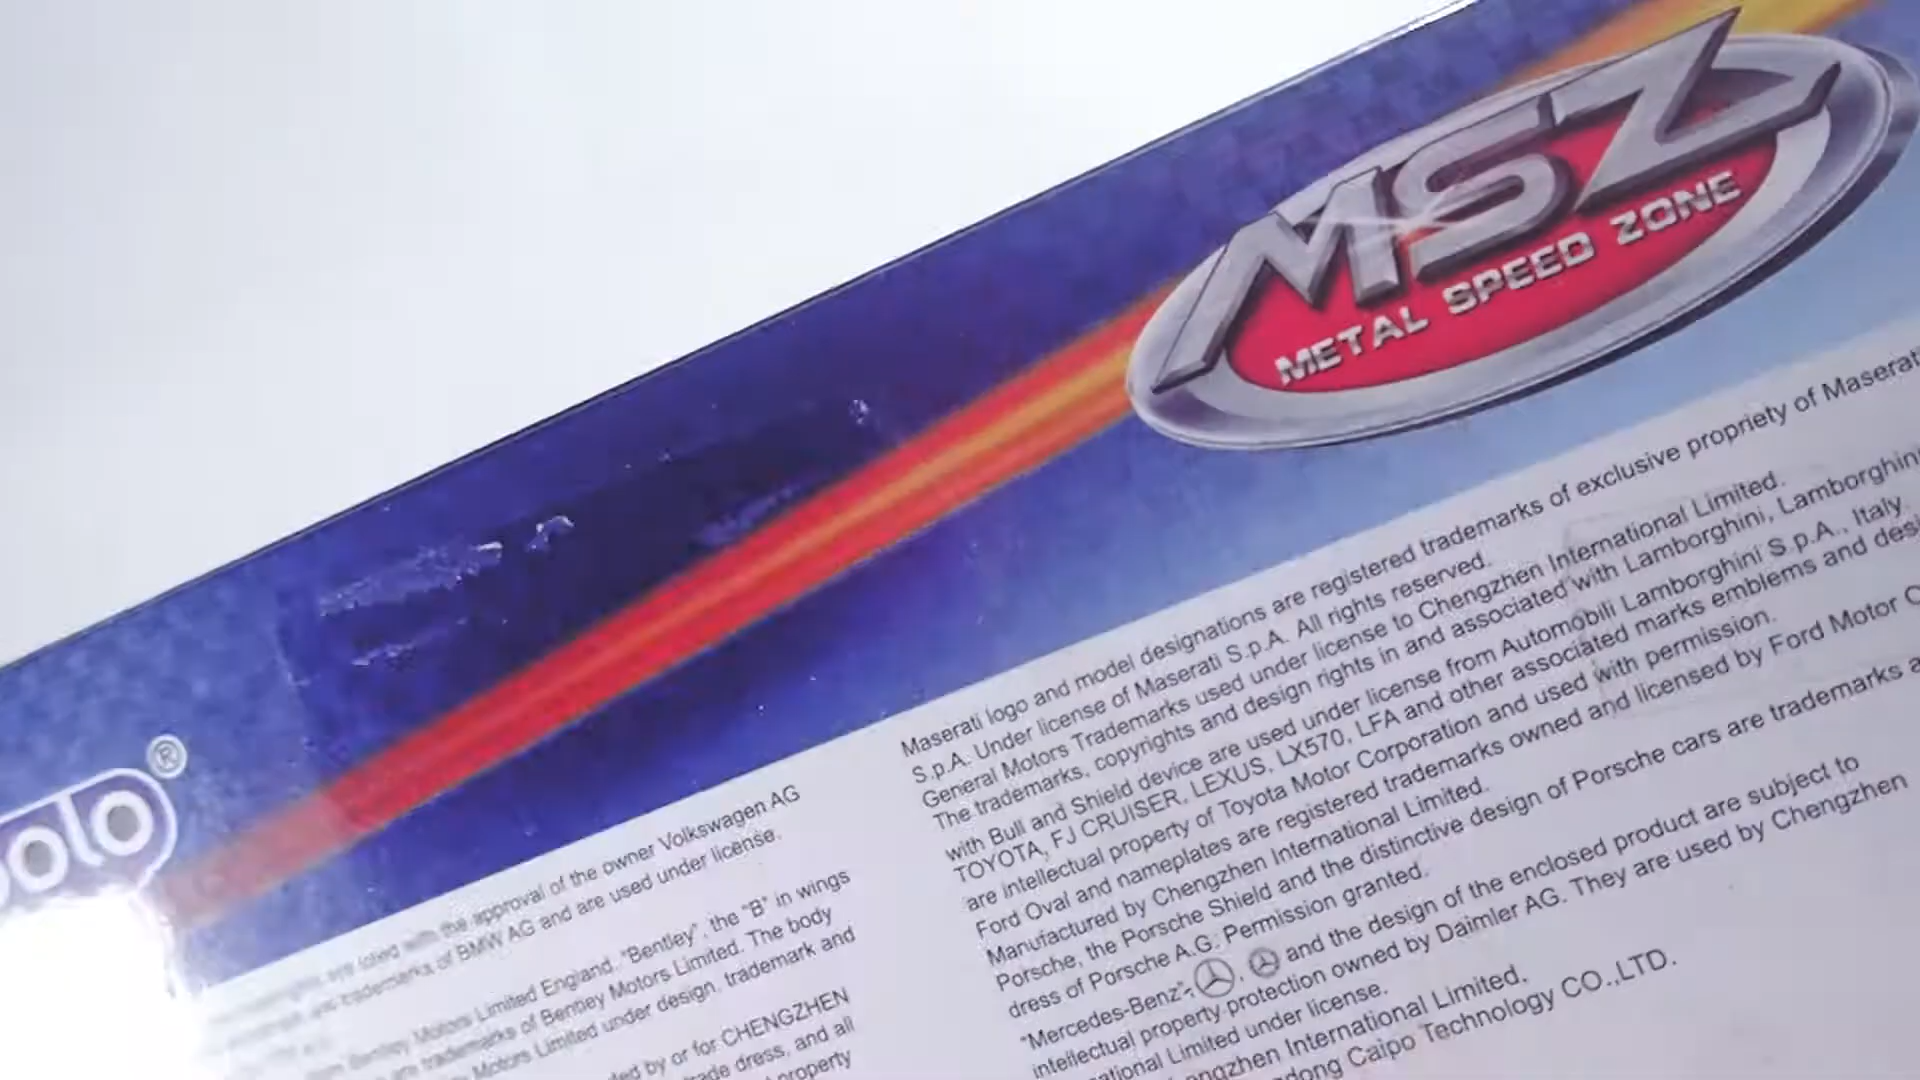 MSZ
METAL SPEED ZONE
olo®
with the approval of the owner Volkswagen AG
trademarks of BMW AG and are used under license.
Motors Limited England. "Bentley", the "B" in wings
are trademarks of Bentley Motors Limited. The body
Motors Limited under design, trademark and
by or for CHENGZHEN
dress, and all
property
Maserati logo and model designations are registered trademarks of exclusive propriety of Maserati
S.p.A. Under license of Maserati S.p.A. All rights reserved.
General Motors Trademarks used under license to Chengzhen International Limited.
The trademarks, copyrights and design rights in and associated with Lamborghini, Lamborghini
with Bull and Shield device are used under license from Automobili Lamborghini S.p.A., Italy.
TOYOTA, FJ CRUISER, LEXUS, LX570, LFA and other associated marks emblems and
are intellectual property of Toyota Motor Corporation and used with permission.
Ford Oval and nameplates are registered trademarks owned and licensed by Ford Motor
Manufactured by Chengzhen International Limited.
Porsche, the Porsche Shield and the distinctive design of Porsche cars are trademarks
dress of Porsche A.G. Permission granted.
"Mercedes-Benz", and the design of the enclosed product are subject to
intellectual property protection owned by Daimler AG. They are used by Chengzhen
Limited under license.
International Limited.
Caipo Technology CO.,LTD.